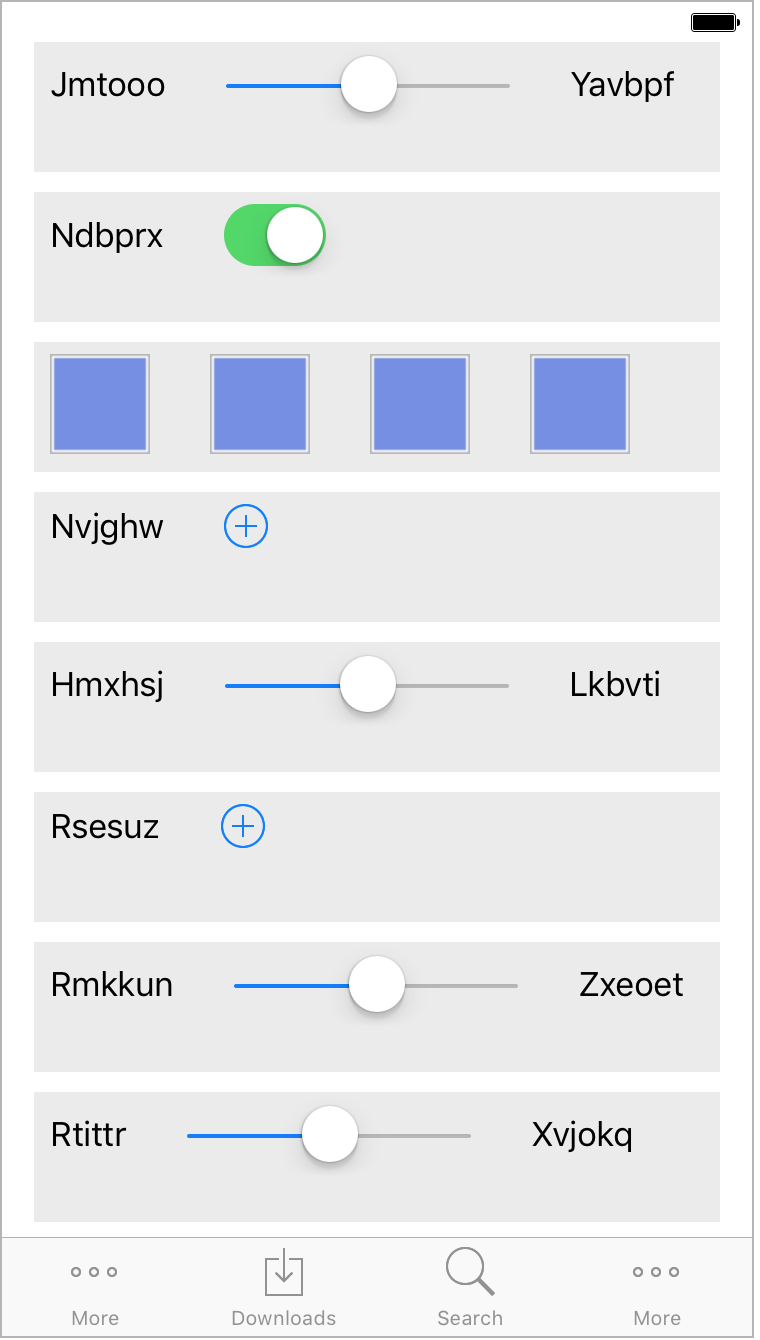 Jmtooo Yavbpf
Ndbprx
Nvjghw
Hmxhsj Lkbvti
Rsesuz
Rmkkun Zxeoet
Rtittr Xvjokq
More Downloads Search More